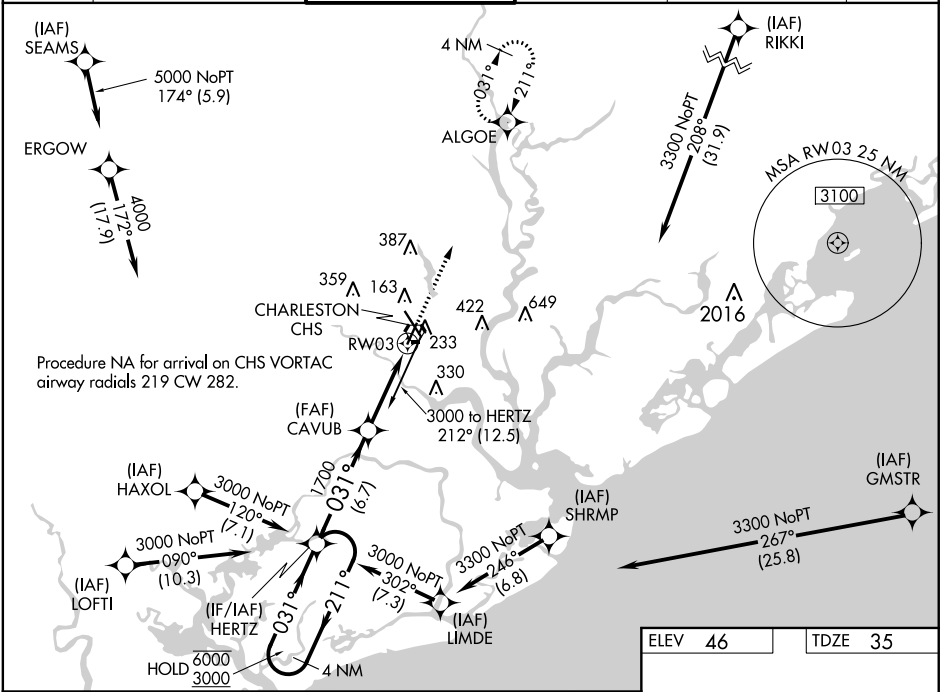 (IAF)
SEAMS
5000 NoPT
174° (5.9)
ERGOW
4000
172°
(17.9)
4 NM
031°
211°
ALGOE
(IAF)
RIKKI
3300 NoPT
208°
(31.9)
MSA RW03 25 NM
3100
387
359
163
CHARLESTON
CHS
RW03
233
422
649
330
2016
Procedure NA for arrival on CHS VORTAC
airway radials 219 CW 282.
3000 to HERTZ
212° (12.5)
(FAF)
CAVUB
1700
031°
(6.7)
(IAF)
HAXOL
3000 NoPT
120°
(7.1)
(IAF)
LOFTI
3000 NoPT
090°
(10.3)
(IF/IAF)
HERTZ
031°
211°
HOLD
6000
3000
4 NM
3000 NoPT
302°
(7.3)
(IAF)
LIMDE
(IAF)
SHRMP
3300 NoPT
246°
(6.8)
(IAF)
GMSTR
3300 NoPT
267°
(25.8)
ELEV 46
TDZE 35